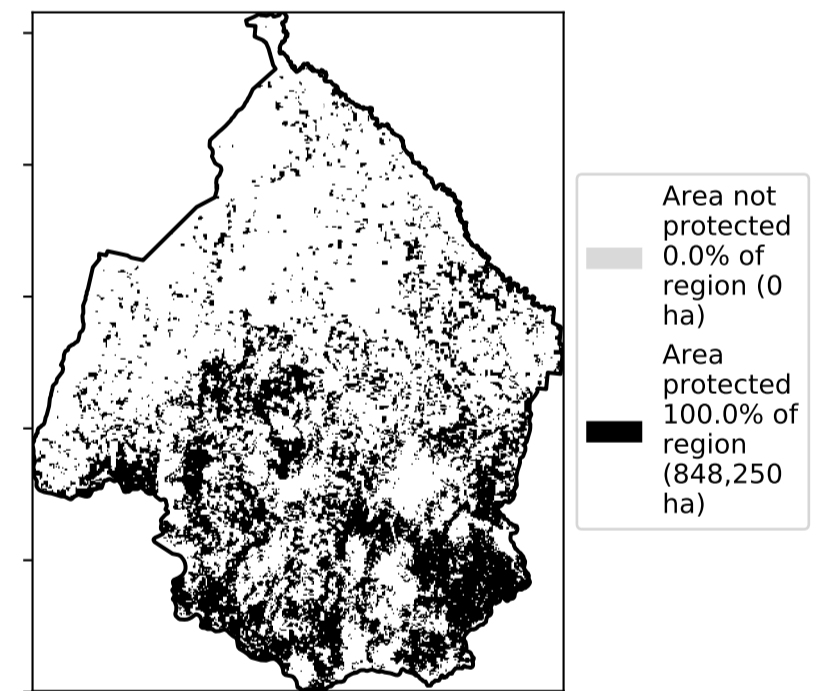 Area not
protected
0.0% of
region (0
ha)
Area
protected
100.0% of
region
(848,250
ha)